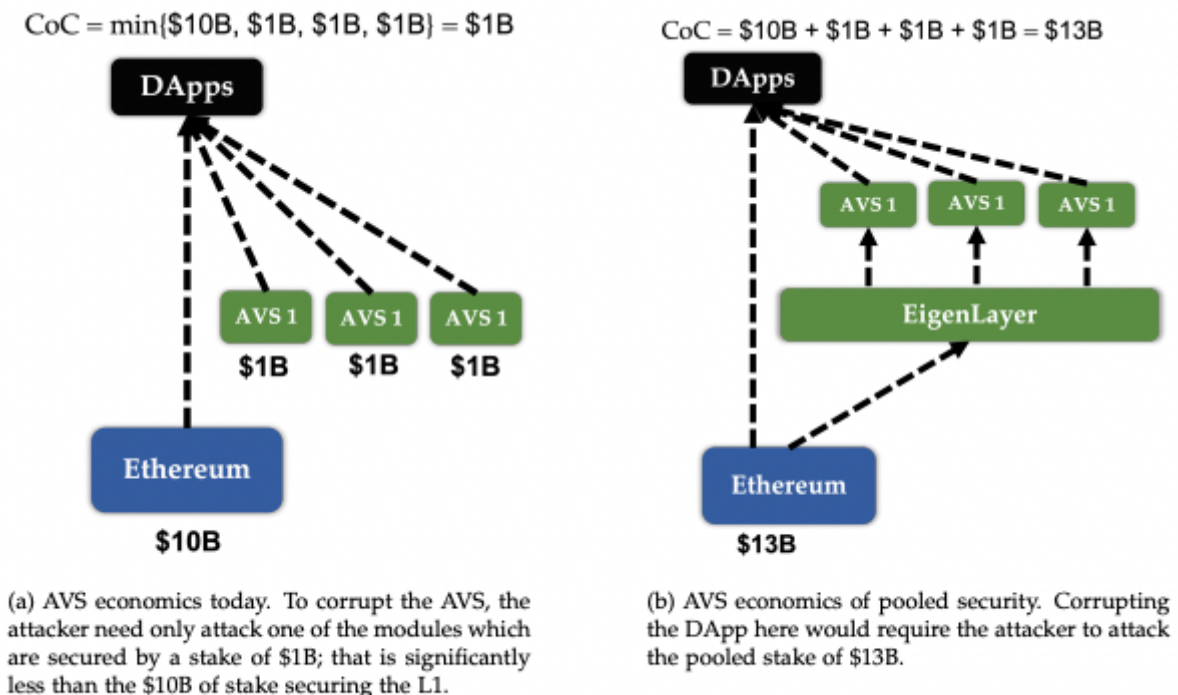 CoC = min{$10B, $1B, $1B, $1B} = $1B
DApps
AVS 1
AVS 1
AVS 1
$1B
$1B
$1B
Ethereum
$10B
(a) AVS economics today. To corrupt the AVS, the
attacker need only attack one of the modules which
are secured by a stake of $1B; that is significantly
less than the $10B of stake securing the L1.
CoC = $10B + $1B + $1B + $1B = $13B
DApps
AVS 1
AVS 1
AVS 1
EigenLayer
Ethereum
$13B
(b) AVS economics of pooled security. Corrupting
the DApp here would require the attacker to attack
the pooled stake of $13B.